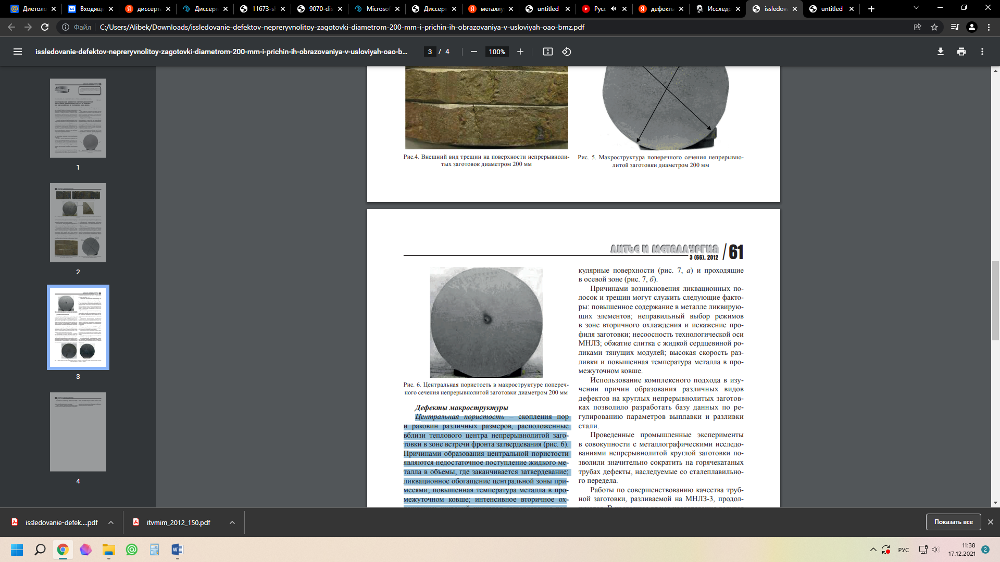 Диетоло
Входящи
диссерта
Диссерт
11673-sh
9070-dis
Microsof
Диссерт
металлу
untitled
Русс
дефекты
Исследо
issledova
untitled
Файл
C:/Users/Alibek/Downloads/issledovanie-defektov-nepreryvnolitoy-zagotovki-diametrom-200-mm-i-prichin-ih-obrazovaniya-v-usloviyah-oao-bmz.pdf
issledovanie-defektov-nepreryvnolitoy-zagotovki-diametrom-200-mm-i-prichin-ih-obrazovaniya-v-usloviyah-oao-b...
3 / 4
100%
1
2
3
4
Рис.4. Внешний вид трещин на поверхности непрерывноли-
тых заготовок диаметром 200 мм
Рис. 5. Макроструктура поперечного сечения непрерывно-
литой заготовки диаметром 200 мм
ЛИТЬЕ И МЕТАЛЛУРГИЯ
3 (66), 2012
/61
Рис. 6. Центральная пористость в макроструктуре попереч-
ного сечения непрерывнолитой заготовки диаметром 200 мм
Дефекты макроструктуры
Центральная пористость – скопления пор
и раковин различных размеров, расположенные
вблизи теплового центра непрерывнолитой заго-
товки в зоне встречи фронта затвердевания (рис. 6).
Причинами образования центральной пористости
являются недостаточное поступление жидкого ме-
талла в объемы, где заканчивается затвердевание;
ликвационное обогащение центральной зоны при-
месями; повышенная температура металла в про-
межуточном ковше; интенсивное вторичное ох-
кулярные поверхности (рис. 7, а) и проходящие
в осевой зоне (рис. 7, б).
Причинами возникновения ликвационных по-
лосок и трещин могут служить следующие факто-
ры: повышенное содержание в металле ликвирую-
щих элементов; неправильный выбор режимов
в зоне вторичного охлаждения и искажение про-
филя заготовки; несоосность технологической оси
МНЛЗ; обжатие слитка с жидкой сердцевиной ро-
ликами тянущих модулей; высокая скорость раз-
ливки и повышенная температура металла в про-
межуточном ковше.
Использование комплексного подхода в изу-
чении причин образования различных видов
дефектов на круглых непрерывнолитых заготов-
ках позволило разработать базу данных по ре-
гулированию параметров выплавки и разливки
стали.
Проведенные промышленные эксперименты
в совокупности с металлографическими исследо-
ваниями непрерывнолитой круглой заготовки по-
зволили значительно сократить на горячекатаных
трубах дефекты, наследуемые со сталеплавильно-
го передела.
Работы по совершенствованию качества труб-
ной заготовки, разливаемой на МНЛЗ-3, продол-
issledovanie-defek....pdf
itvmim_2012_150.pdf
Показать все
РУС
11:38
17.12.2021
2